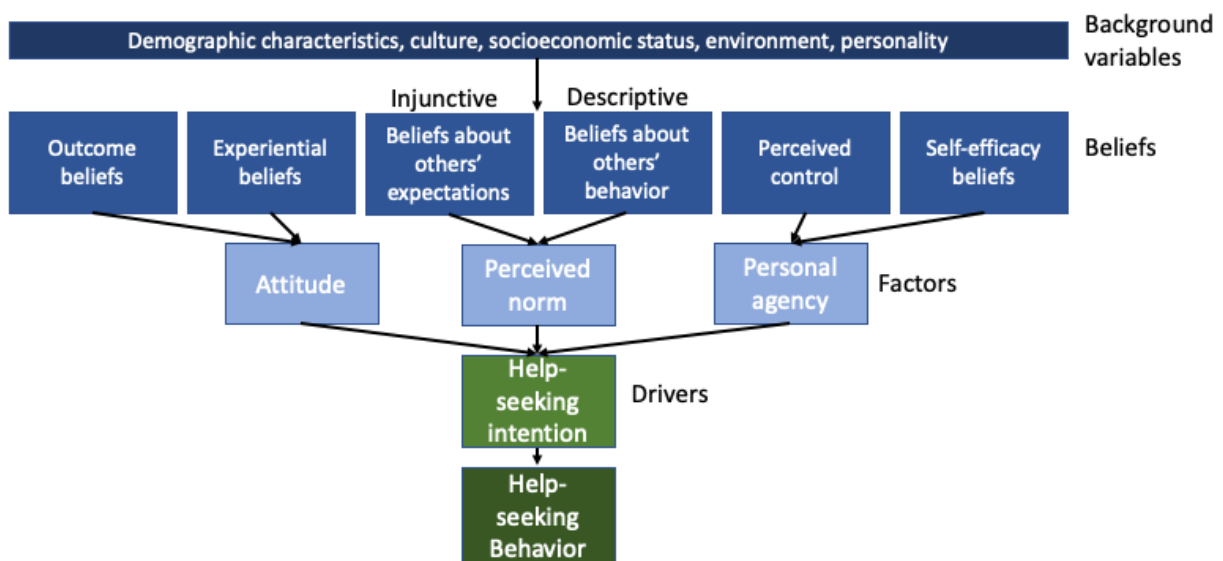 Demographic characteristics, culture, socioeconomic status, environment, personality
Background
variables
Injunctive
Descriptive
Outcome
beliefs
Experiential
beliefs
Beliefs about
others’
expectations
Beliefs about
others’
behavior
Perceived
control
Self-efficacy
beliefs
Beliefs
Attitude
Perceived
norm
Personal
agency
Factors
Help-
seeking
intention
Drivers
Help-
seeking
Behavior